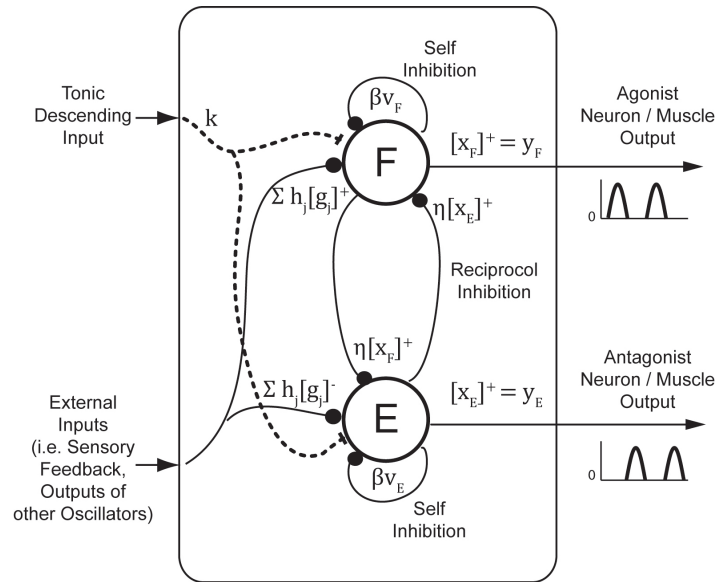 Self
Inhibition
βv_F
Tonic
Descending
Input
k
F
[x_F]⁺ = y_F
Agonist
Neuron / Muscle
Output
0
Σ h_j[g_j]⁺
η[x_E]⁺
Reciprocol
Inhibition
η[x_F]⁺
Σ h_j[g_j]⁻
E
[x_E]⁺ = y_E
Antagonist
Neuron / Muscle
Output
0
External
Inputs
(i.e. Sensory
Feedback,
Outputs of
other Oscillators)
βv_E
Self
Inhibition